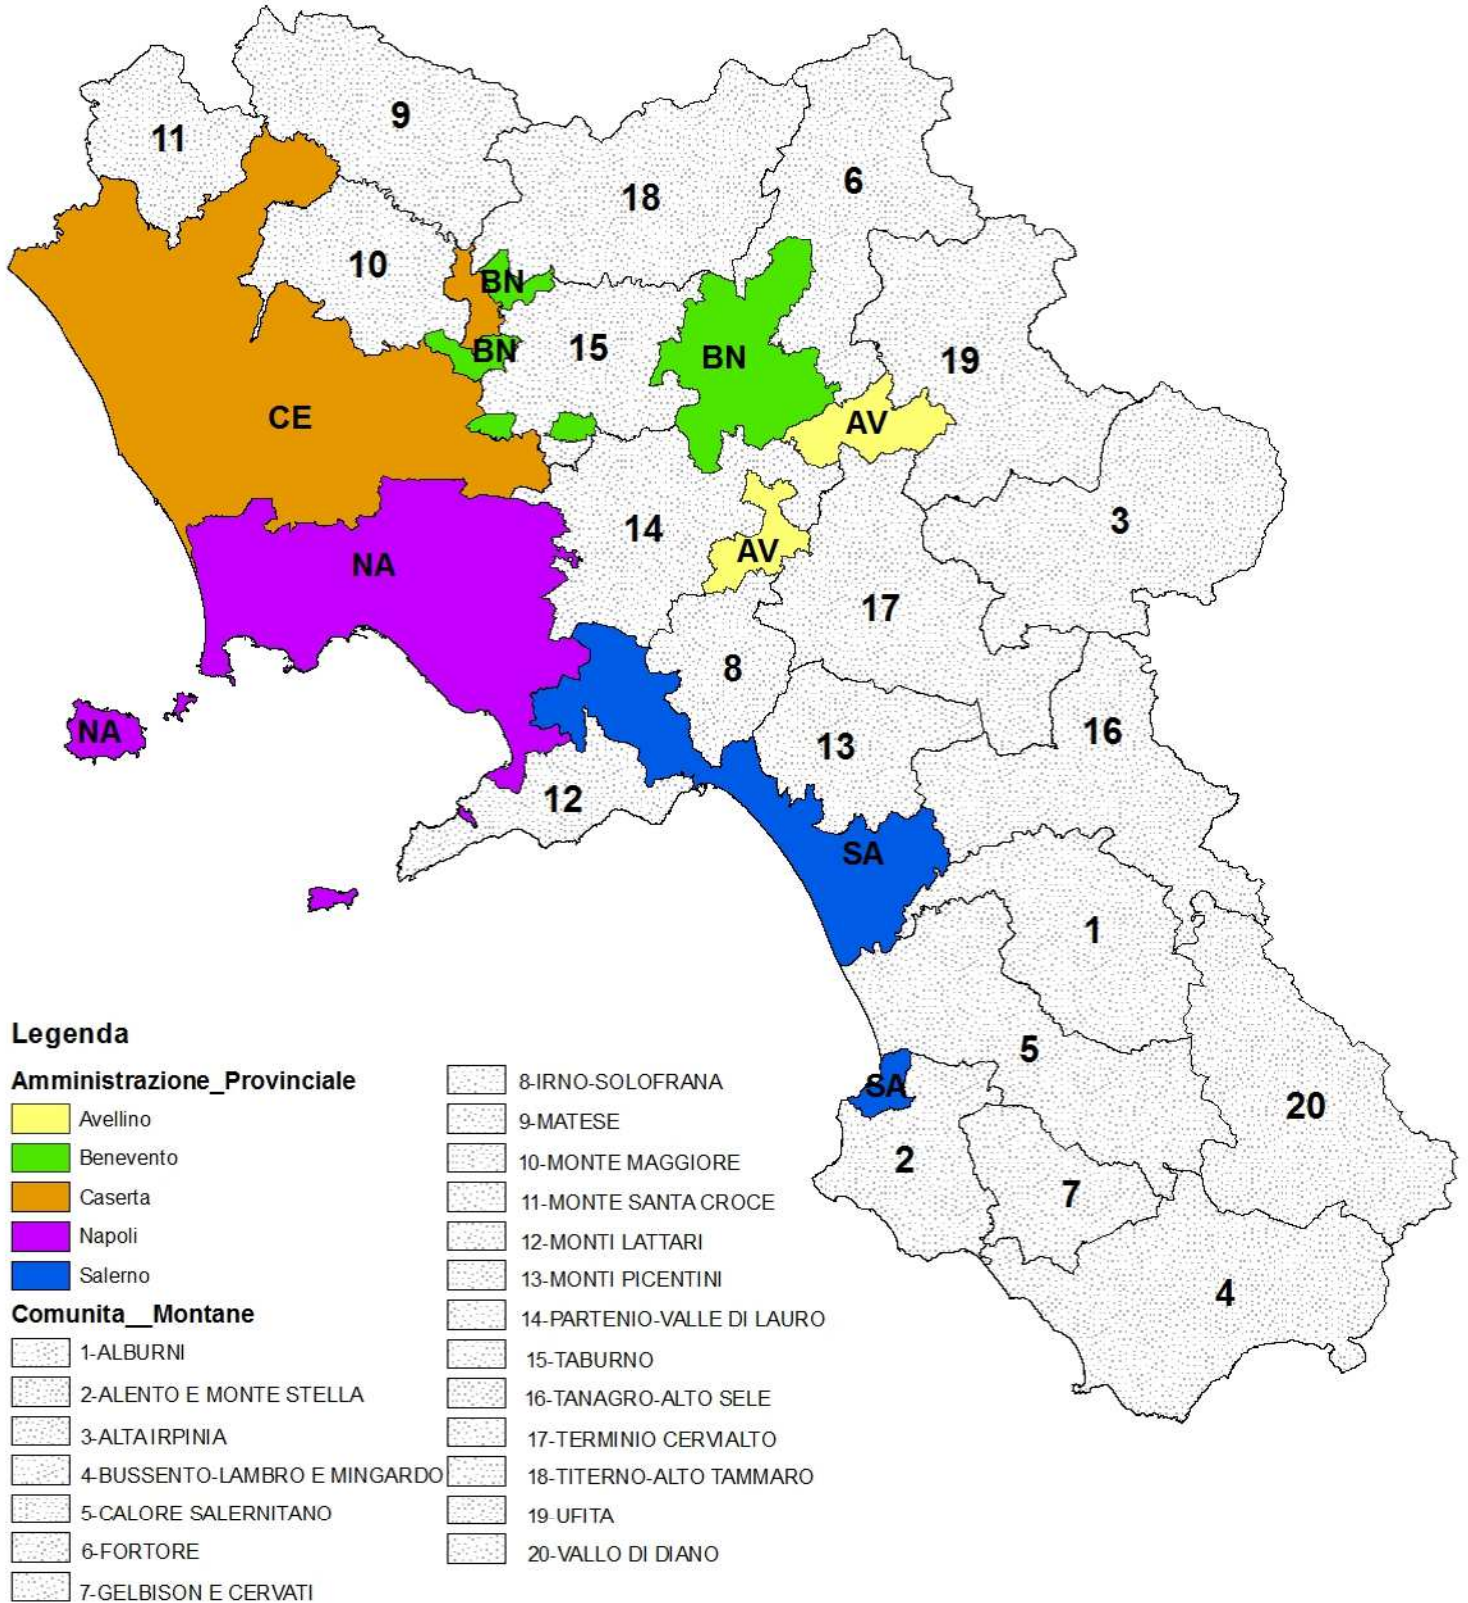 9
11
6
18
10
BN
BN
15
BN
19
CE
AV
3
14
AV
NA
17
8
NA
16
13
12
SA
1
5
SA
20
2
7
4
Legenda
Amministrazione_Provinciale
Avellino
Benevento
Caserta
Napoli
Salerno
Comunita__Montane
1-ALBURNI
2-ALENTO E MONTE STELLA
3-ALTA IRPINIA
4-BUSSENTO-LAMBRO E MINGARDO
5-CALORE SALERNITANO
6-FORTORE
7-GELBISON E CERVATI
8-IRNO-SOLOFRANA
9-MATESE
10-MONTE MAGGIORE
11-MONTE SANTA CROCE
12-MONTI LATTARI
13-MONTI PICENTINI
14-PARTENIO-VALLE DI LAURO
15-TABURNO
16-TANAGRO-ALTO SELE
17-TERMINIO CERVIALTO
18-TITERNO-ALTO TAMMARO
19-UFITA
20-VALLO DI DIANO